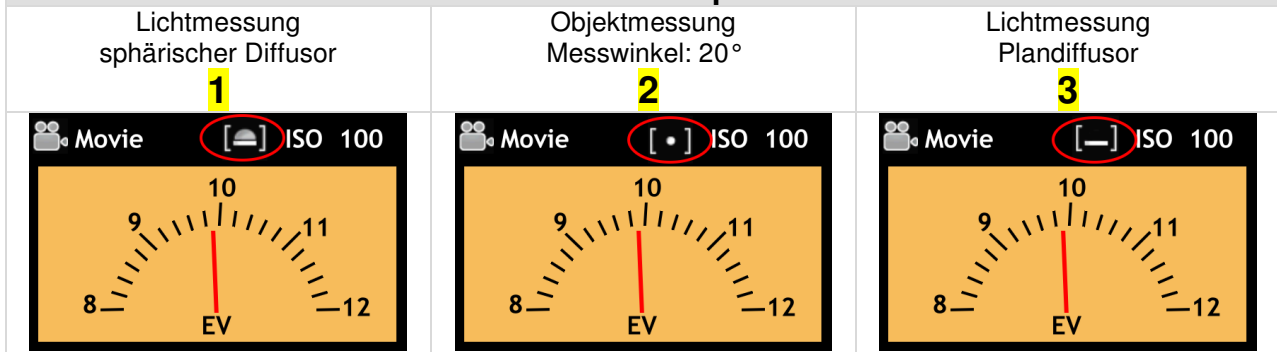 Lichtmessung
sphärischer Diffusor
1
Objektmessung
Messwinkel: 20°
2
Lichtmessung
Plandiffusor
3
Movie [ ] ISO 100
8 9 10 11 12
EV
Movie [•] ISO 100
8 9 10 11 12
EV
Movie [ ] ISO 100
8 9 10 11 12
EV